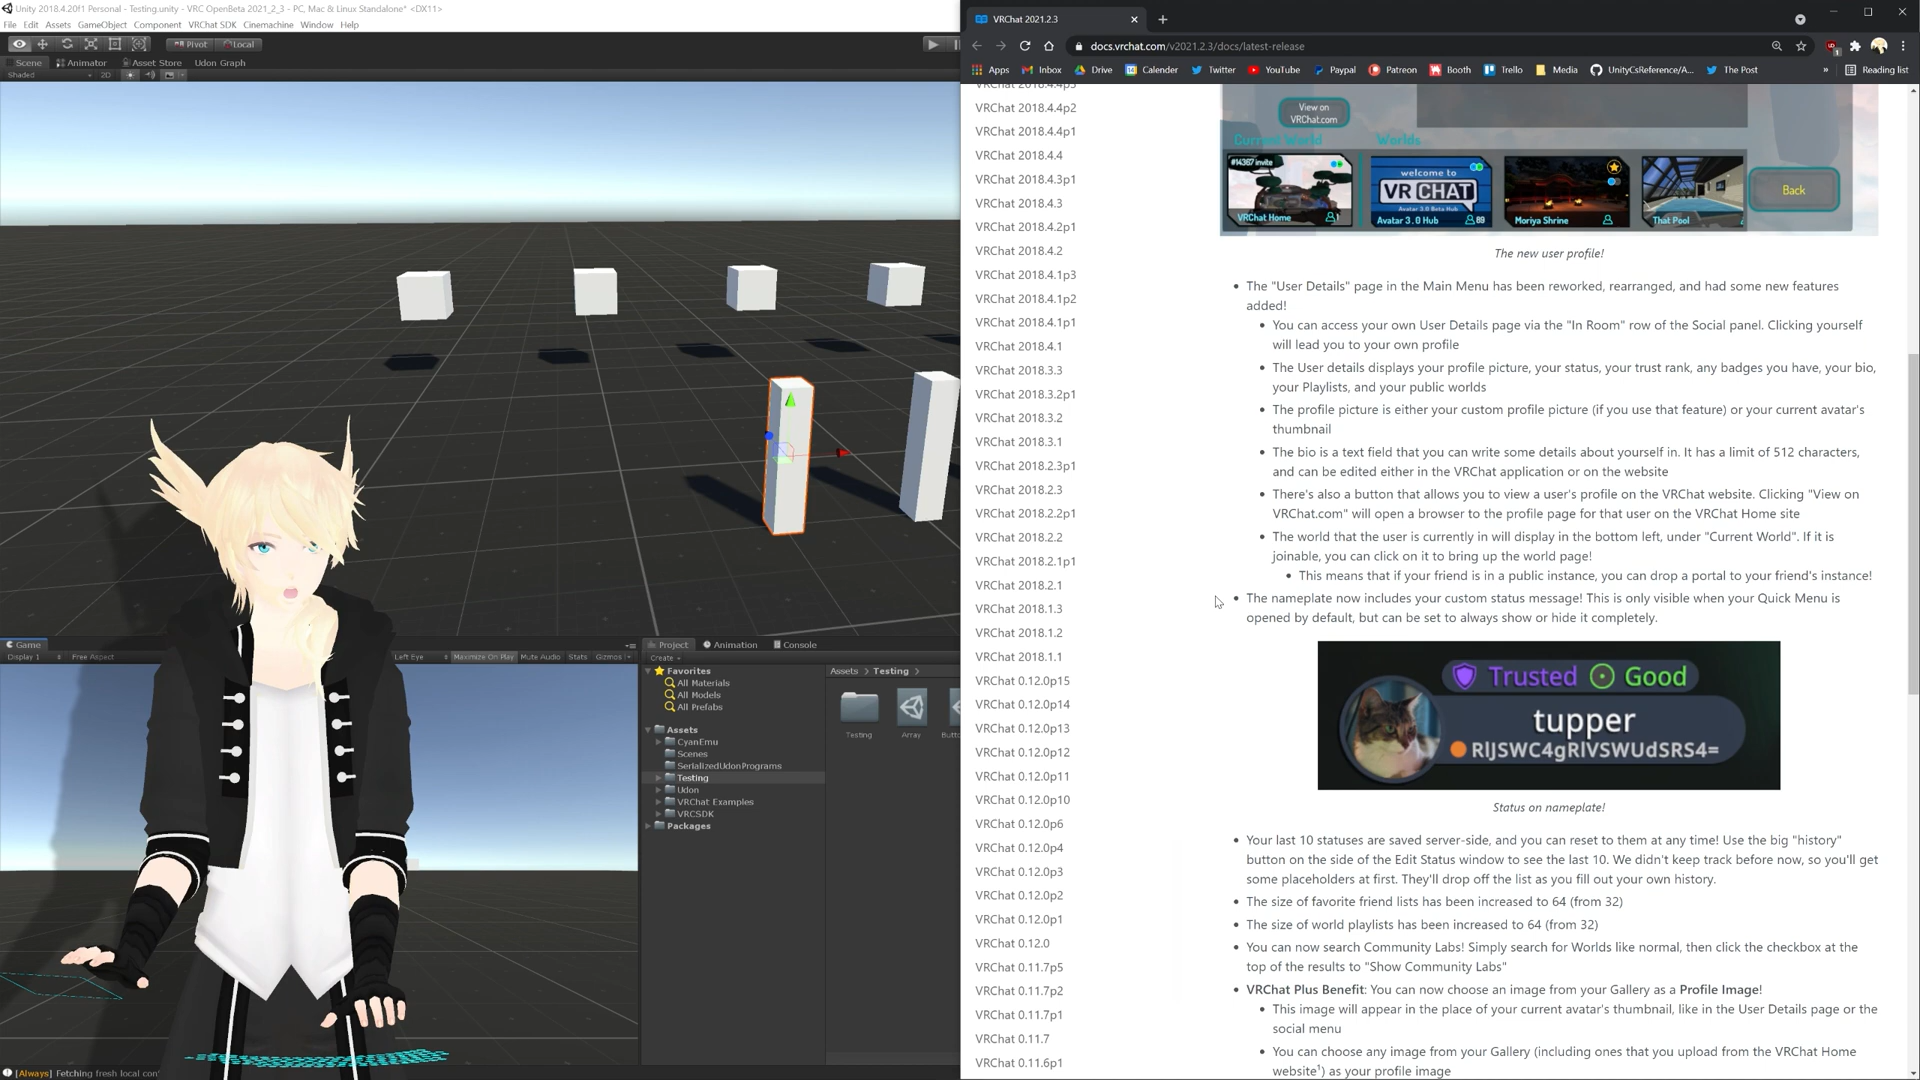 Unity 2018.4.20f1 Personal - Testing.unity - VRC OpenBeta 2021_2_3 - PC, Mac & Linux Standalone* <DX11>
File Edit Assets GameObject Component VRChat SDK Cinemachine Window Help
Pivot Local
Scene Animator Asset Store Udon Graph
Shaded 2D
Game
Display 1 Free Aspect Left Eye Maximize On Play Mute Audio Stats Gizmos
Project Animation Console
Create
Favorites
All Materials
All Models
All Prefabs
Assets
CyanEmu
Scenes
SerializedUdonPrograms
Testing
Udon
VRChat Examples
VRCSDK
Packages
Assets > Testing >
Testing Array
[Always] Fetching fresh local con
VRChat 2021.2.3
docs.vrchat.com/v2021.2.3/docs/latest-release
Apps Inbox Drive Calender Twitter YouTube Paypal Patreon Booth Trello Media UnityCsReference/A... The Post » Reading list
VRChat 2018.4.4p3
VRChat 2018.4.4p2
VRChat 2018.4.4p1
VRChat 2018.4.4
VRChat 2018.4.3p1
VRChat 2018.4.3
VRChat 2018.4.2p1
VRChat 2018.4.2
VRChat 2018.4.1p3
VRChat 2018.4.1p2
VRChat 2018.4.1p1
VRChat 2018.4.1
VRChat 2018.3.3
VRChat 2018.3.2p1
VRChat 2018.3.2
VRChat 2018.3.1
VRChat 2018.2.3p1
VRChat 2018.2.3
VRChat 2018.2.2p1
VRChat 2018.2.2
VRChat 2018.2.1p1
VRChat 2018.2.1
VRChat 2018.1.3
VRChat 2018.1.2
VRChat 2018.1.1
VRChat 0.12.0p15
VRChat 0.12.0p14
VRChat 0.12.0p13
VRChat 0.12.0p12
VRChat 0.12.0p11
VRChat 0.12.0p10
VRChat 0.12.0p6
VRChat 0.12.0p4
VRChat 0.12.0p3
VRChat 0.12.0p2
VRChat 0.12.0p1
VRChat 0.12.0
VRChat 0.11.7p5
VRChat 0.11.7p2
VRChat 0.11.7p1
VRChat 0.11.7
VRChat 0.11.6p1
View on
VRChat.com
Current World Worlds
#14367 invite
VRChat Home 1
welcome to
VR CHAT
Avatar 3.0 Beta Hub
Avatar 3.0 Hub 89
Moriya Shrine
That Pool
Back
The new user profile!
• The "User Details" page in the Main Menu has been reworked, rearranged, and had some new features
added!
• You can access your own User Details page via the "In Room" row of the Social panel. Clicking yourself
will lead you to your own profile
• The User details displays your profile picture, your status, your trust rank, any badges you have, your bio,
your Playlists, and your public worlds
• The profile picture is either your custom profile picture (if you use that feature) or your current avatar's
thumbnail
• The bio is a text field that you can write some details about yourself in. It has a limit of 512 characters,
and can be edited either in the VRChat application or on the website
• There's also a button that allows you to view a user's profile on the VRChat website. Clicking "View on
VRChat.com" will open a browser to the profile page for that user on the VRChat Home site
• The world that the user is currently in will display in the bottom left, under "Current World". If it is
joinable, you can click on it to bring up the world page!
• This means that if your friend is in a public instance, you can drop a portal to your friend's instance!
• The nameplate now includes your custom status message! This is only visible when your Quick Menu is
opened by default, but can be set to always show or hide it completely.
Trusted Good
tupper
RlJSWC4gRlVSWUdSRS4=
Status on nameplate!
• Your last 10 statuses are saved server-side, and you can reset to them at any time! Use the big "history"
button on the side of the Edit Status window to see the last 10. We didn't keep track before now, so you'll get
some placeholders at first. They'll drop off the list as you fill out your own history.
• The size of favorite friend lists has been increased to 64 (from 32)
• The size of world playlists has been increased to 64 (from 32)
• You can now search Community Labs! Simply search for Worlds like normal, then click the checkbox at the
top of the results to "Show Community Labs"
• VRChat Plus Benefit: You can now choose an image from your Gallery as a Profile Image!
• This image will appear in the place of your current avatar's thumbnail, like in the User Details page or the
social menu
• You can choose any image from your Gallery (including ones that you upload from the VRChat Home
website¹) as your profile image